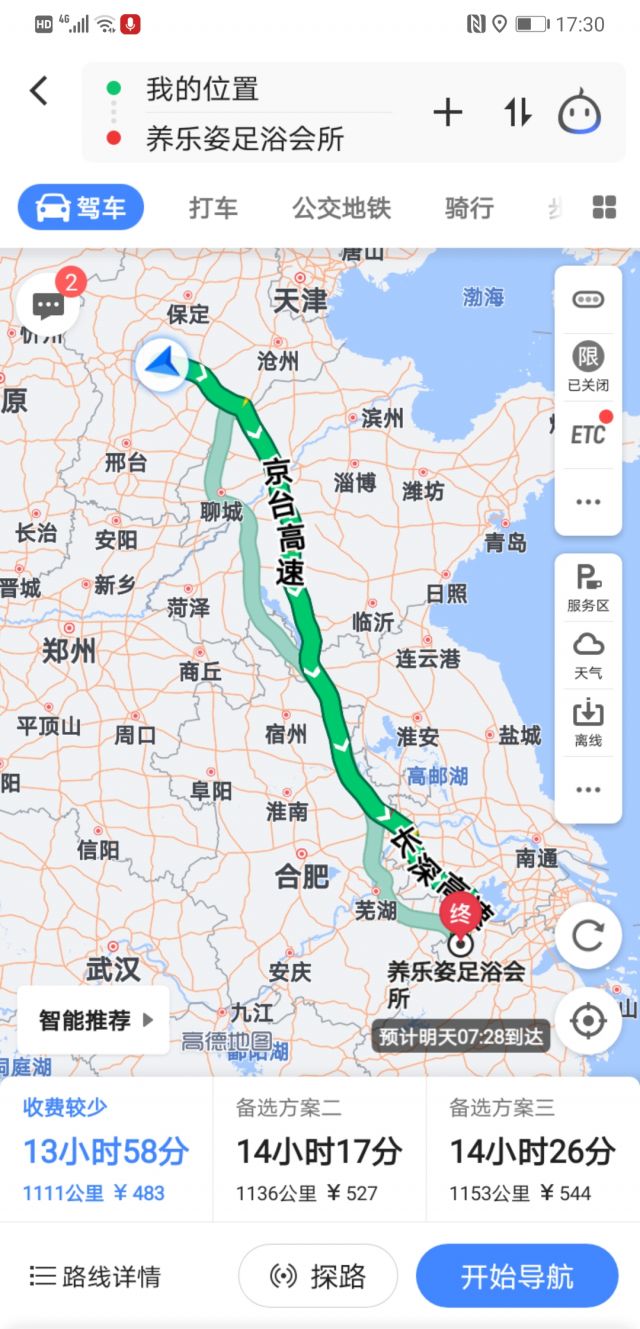 HD 4G 17:30
我的位置
养乐姿足浴会所
驾车 打车 公交地铁 骑行
2
唐山
天津
渤海
保定
忻州
沧州
原
限
已关闭
滨州
ETC
邢台
淄博
潍坊
京台高速
聊城
长治
安阳
青岛
晋城
新乡
菏泽
日照
服务区
临沂
郑州
连云港
商丘
天气
平顶山
周口
宿州
淮安
盐城
离线
阳
阜阳
高邮湖
淮南
信阳
长深高速
南通
合肥
芜湖
终
武汉
安庆
养乐姿足浴会
所
智能推荐
九江
山
高德地图
鄱阳湖
预计明天07:28到达
洞庭湖
收费较少 备选方案二 备选方案三
13小时58分 14小时17分 14小时26分
1111公里 ¥ 483 1136公里 ¥ 527 1153公里 ¥ 544
路线详情 探路 开始导航